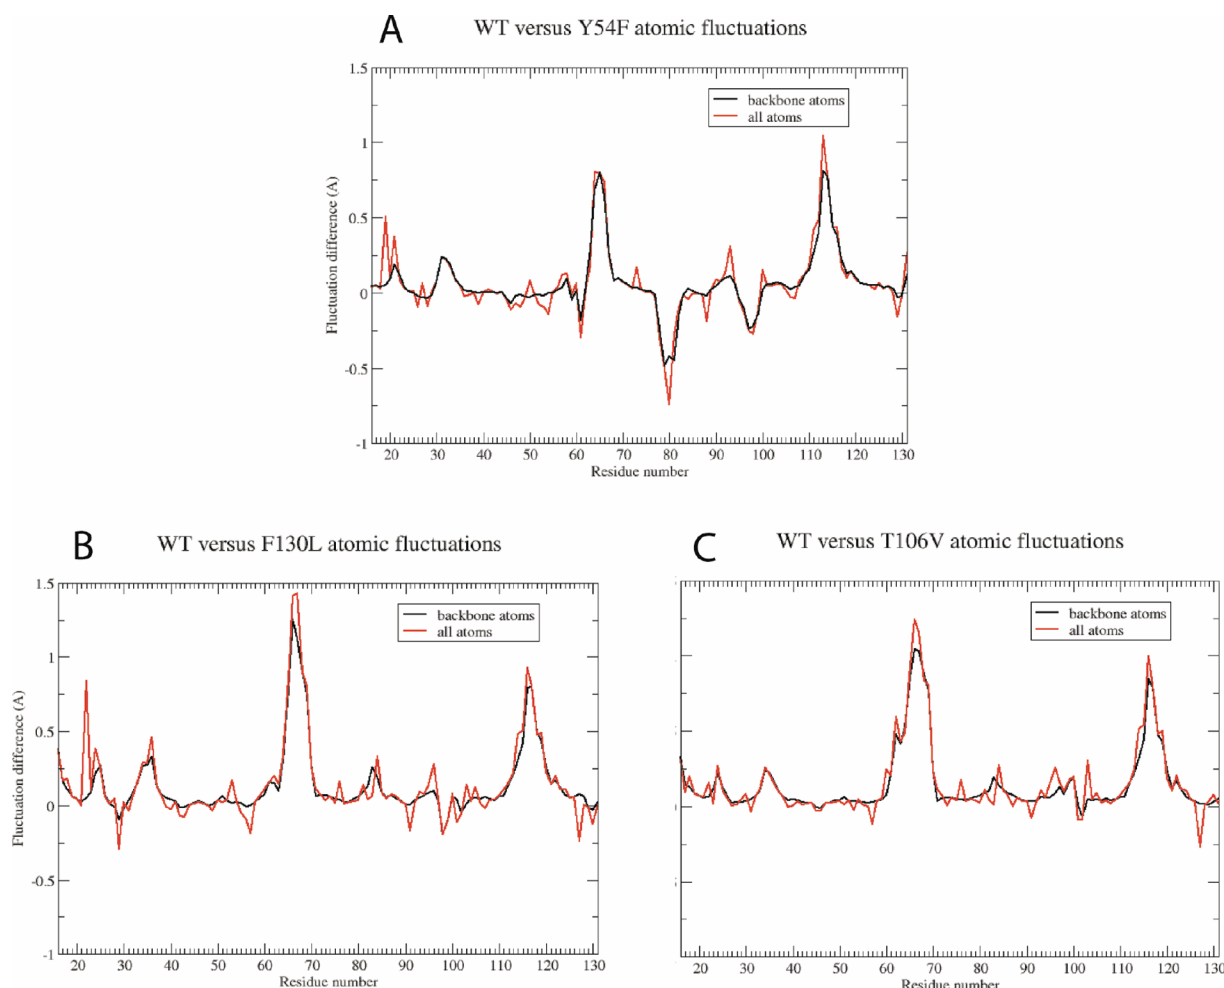 A
WT versus Y54F atomic fluctuations
1.5
1
0.5
0
-0.5
-1
Fluctuation difference (A)
backbone atoms
all atoms
20 30 40 50 60 70 80 90 100 110 120 130
Residue number
B
WT versus F130L atomic fluctuations
1.5
1
0.5
0
-0.5
-1
Fluctuation difference (A)
backbone atoms
all atoms
20 30 40 50 60 70 80 90 100 110 120 130
Residue number
C
WT versus T106V atomic fluctuations
backbone atoms
all atoms
20 30 40 50 60 70 80 90 100 110 120 130
Residue number